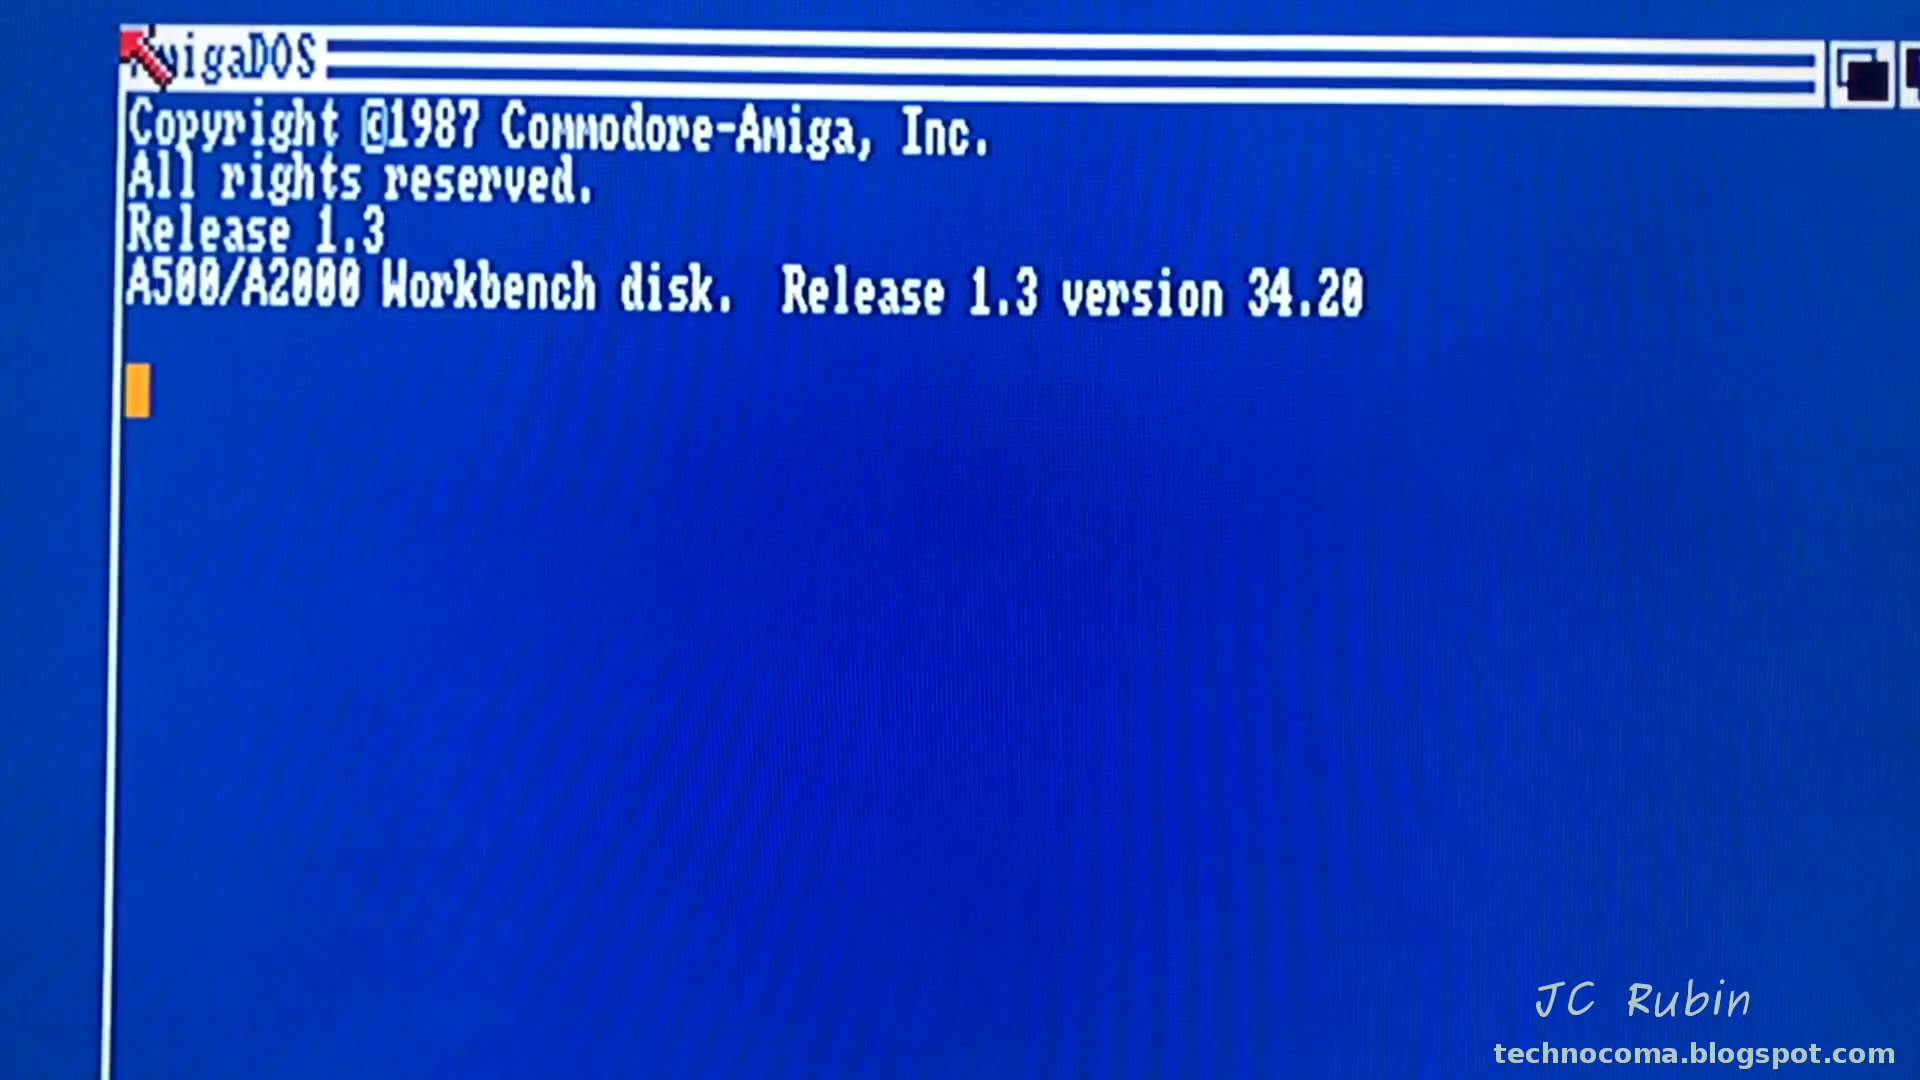 AmigaDOS
Copyright ©1987 Commodore-Amiga, Inc.
All rights reserved.
Release 1.3
A500/A2000 Workbench disk.  Release 1.3 version 34.20
JC Rubin
technocoma.blogspot.com